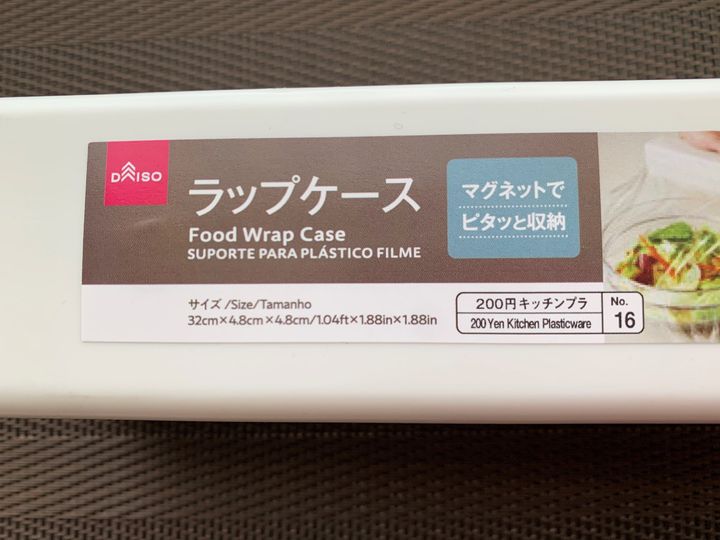 DAISO
ラップケース
Food Wrap Case
SUPORTE PARA PLÁSTICO FILME
マグネットで
ピタッと収納
サイズ /Size/Tamanho
32cm×4.8cm×4.8cm/1.04ft×1.88in×1.88in
200円キッチンプラ
200 Yen Kitchen Plasticware
No.
16